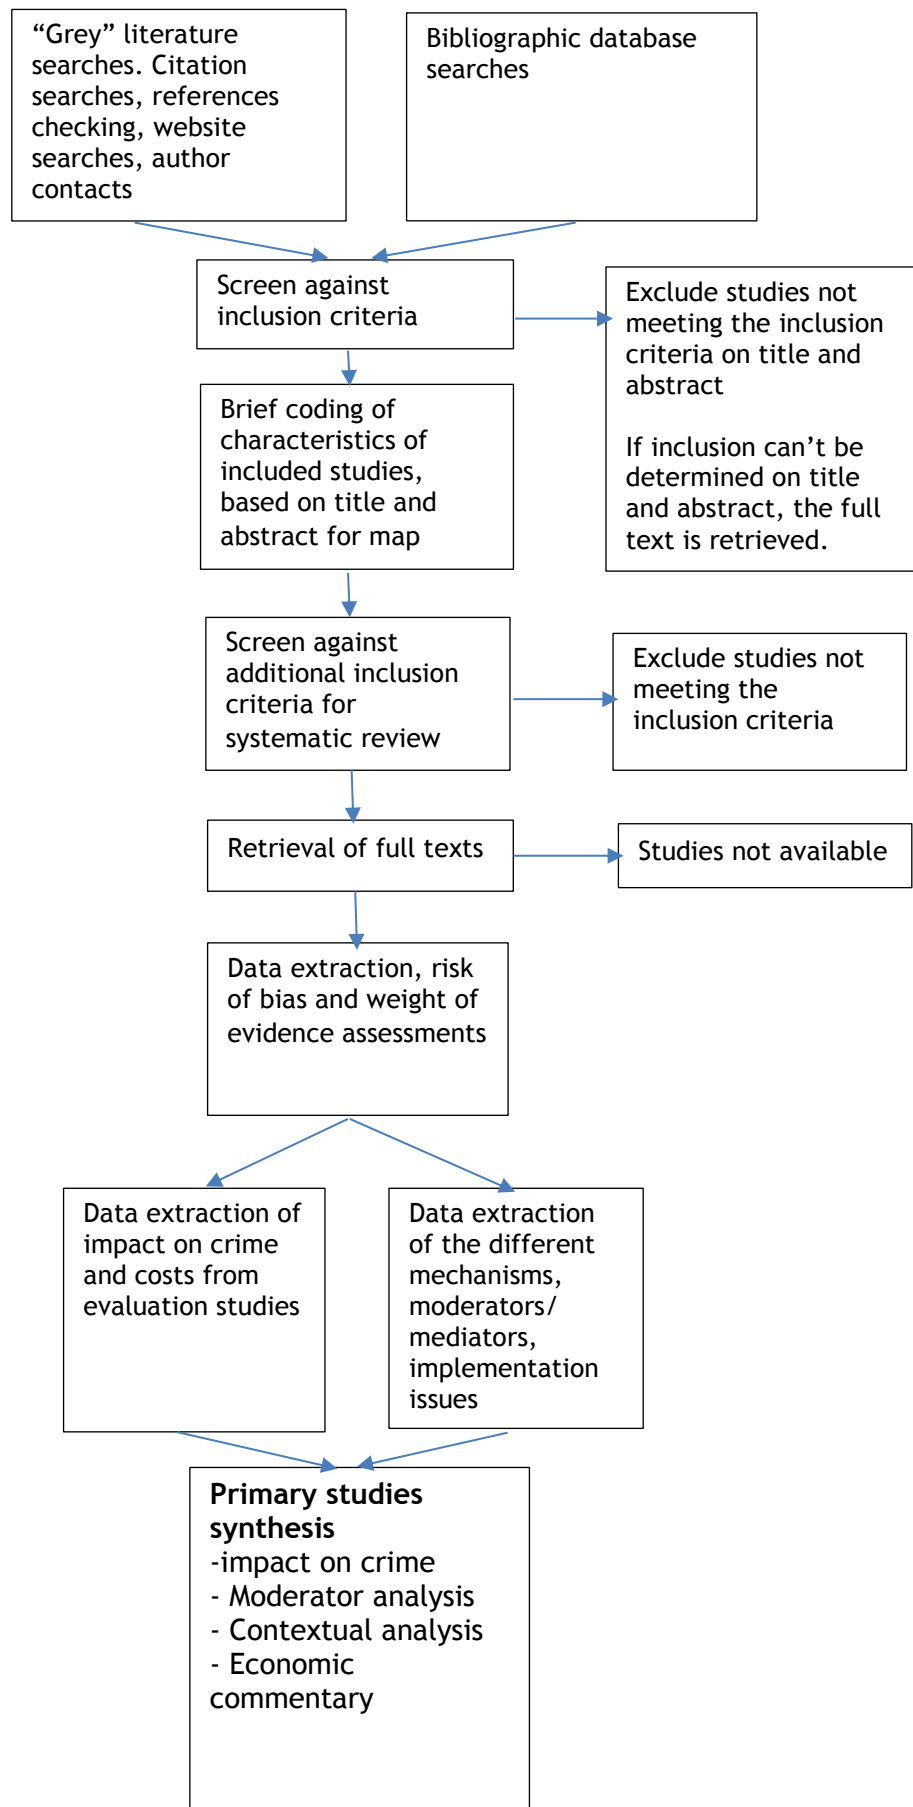 “Grey” literature
searches. Citation
searches, references
checking, website
searches, author
contacts
Bibliographic database
searches
Screen against
inclusion criteria
Exclude studies not
meeting the inclusion
criteria on title and
abstract
If inclusion can’t be
determined on title
and abstract, the full
text is retrieved.
Brief coding of
characteristics of
included studies,
based on title and
abstract for map
Screen against
additional inclusion
criteria for
systematic review
Exclude studies not
meeting the
inclusion criteria
Retrieval of full texts
Studies not available
Data extraction, risk
of bias and weight of
evidence assessments
Data extraction of
impact on crime
and costs from
evaluation studies
Data extraction
of the different
mechanisms,
moderators/
mediators,
implementation
issues
Primary studies
synthesis
-impact on crime
- Moderator analysis
- Contextual analysis
- Economic
commentary